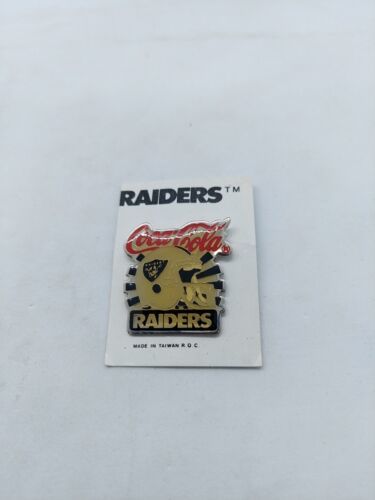 RAIDERS™
Coca-Cola®
RAIDERS
MADE IN TAIWAN R.O.C.